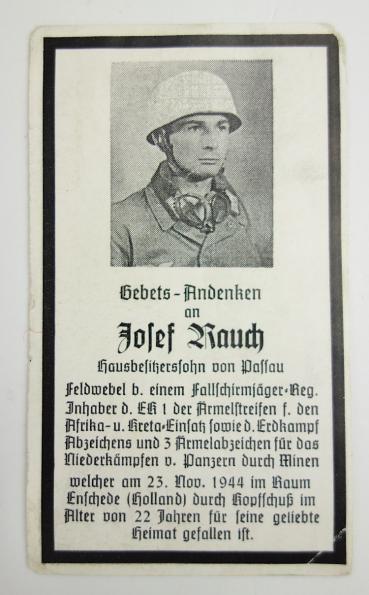 Gebets-Andenken
an
Josef Rauch
Hausbesitzerssohn von Passau
Feldwebel b. einem Fallschirmjäger-Reg.
Inhaber d. EK 1 der Armelstreifen f. den
Afrika- u. Kreta-Einsatz sowie d. Erdkampf
Abzeichens und 3 Armelabzeichen für das
Niederkämpfen v. Panzern durch Minen
welcher am 23. Nov. 1944 im Raum
Enschede (Holland) durch Kopfschuß im
Alter von 22 Jahren für seine geliebte
Heimat gefallen ist.